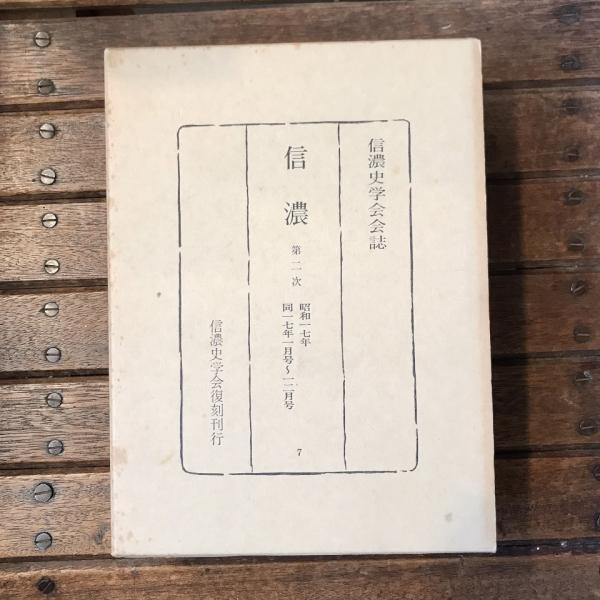 信濃史学会会誌
信濃 第二次
昭和一七年
同一七年一月号~一二月号
7
信濃史学会復刻刊行